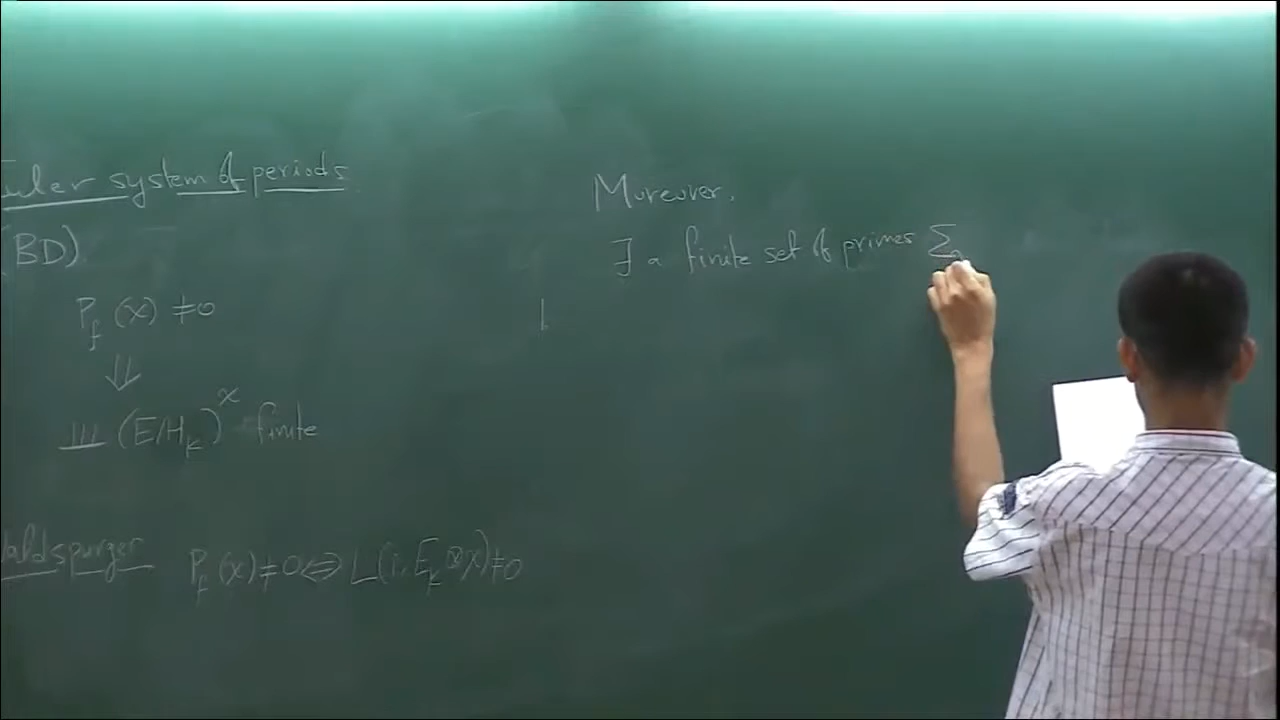 uler system of periods
(BD).
P_f (χ) ≠ 0
⇓
Ш (E/H_K)^χ finite
aldspurger P_f (χ) ≠ 0 ⇔ L(1, E_K ⊗ χ) ≠ 0
Moreover,
∃ a finite set of primes Σ